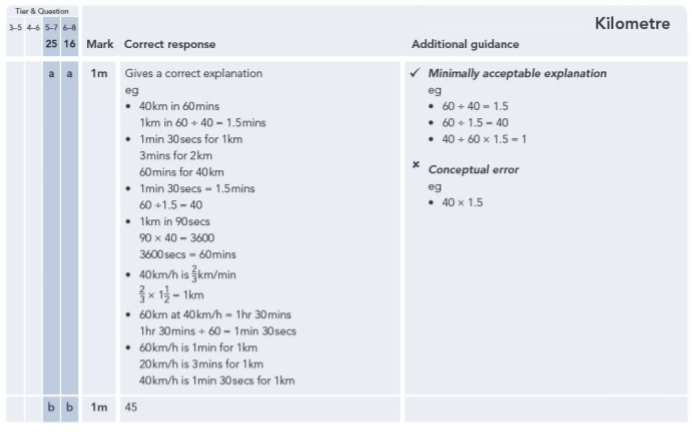 Tier & Question
3–5 4–6 5–7 6–8
Kilometre
25 16 Mark Correct response Additional guidance
a a 1m Gives a correct explanation
eg
• 40km in 60mins
1km in 60 ÷ 40 = 1.5mins
• 1min 30secs for 1km
3mins for 2km
60mins for 40km
• 1min 30secs = 1.5mins
60 ÷1.5 = 40
• 1km in 90secs
90 × 40 = 3600
3600secs = 60mins
• 40km/h is 2/3km/min
2/3 × 1 1/2 = 1km
• 60km at 40km/h = 1hr 30mins
1hr 30mins ÷ 60 = 1min 30secs
• 60km/h is 1min for 1km
20km/h is 3mins for 1km
40km/h is 1min 30secs for 1km
✓ Minimally acceptable explanation
eg
• 60 ÷ 40 = 1.5
• 60 ÷ 1.5 = 40
• 40 ÷ 60 × 1.5 = 1
× Conceptual error
eg
• 40 × 1.5
b b 1m 45